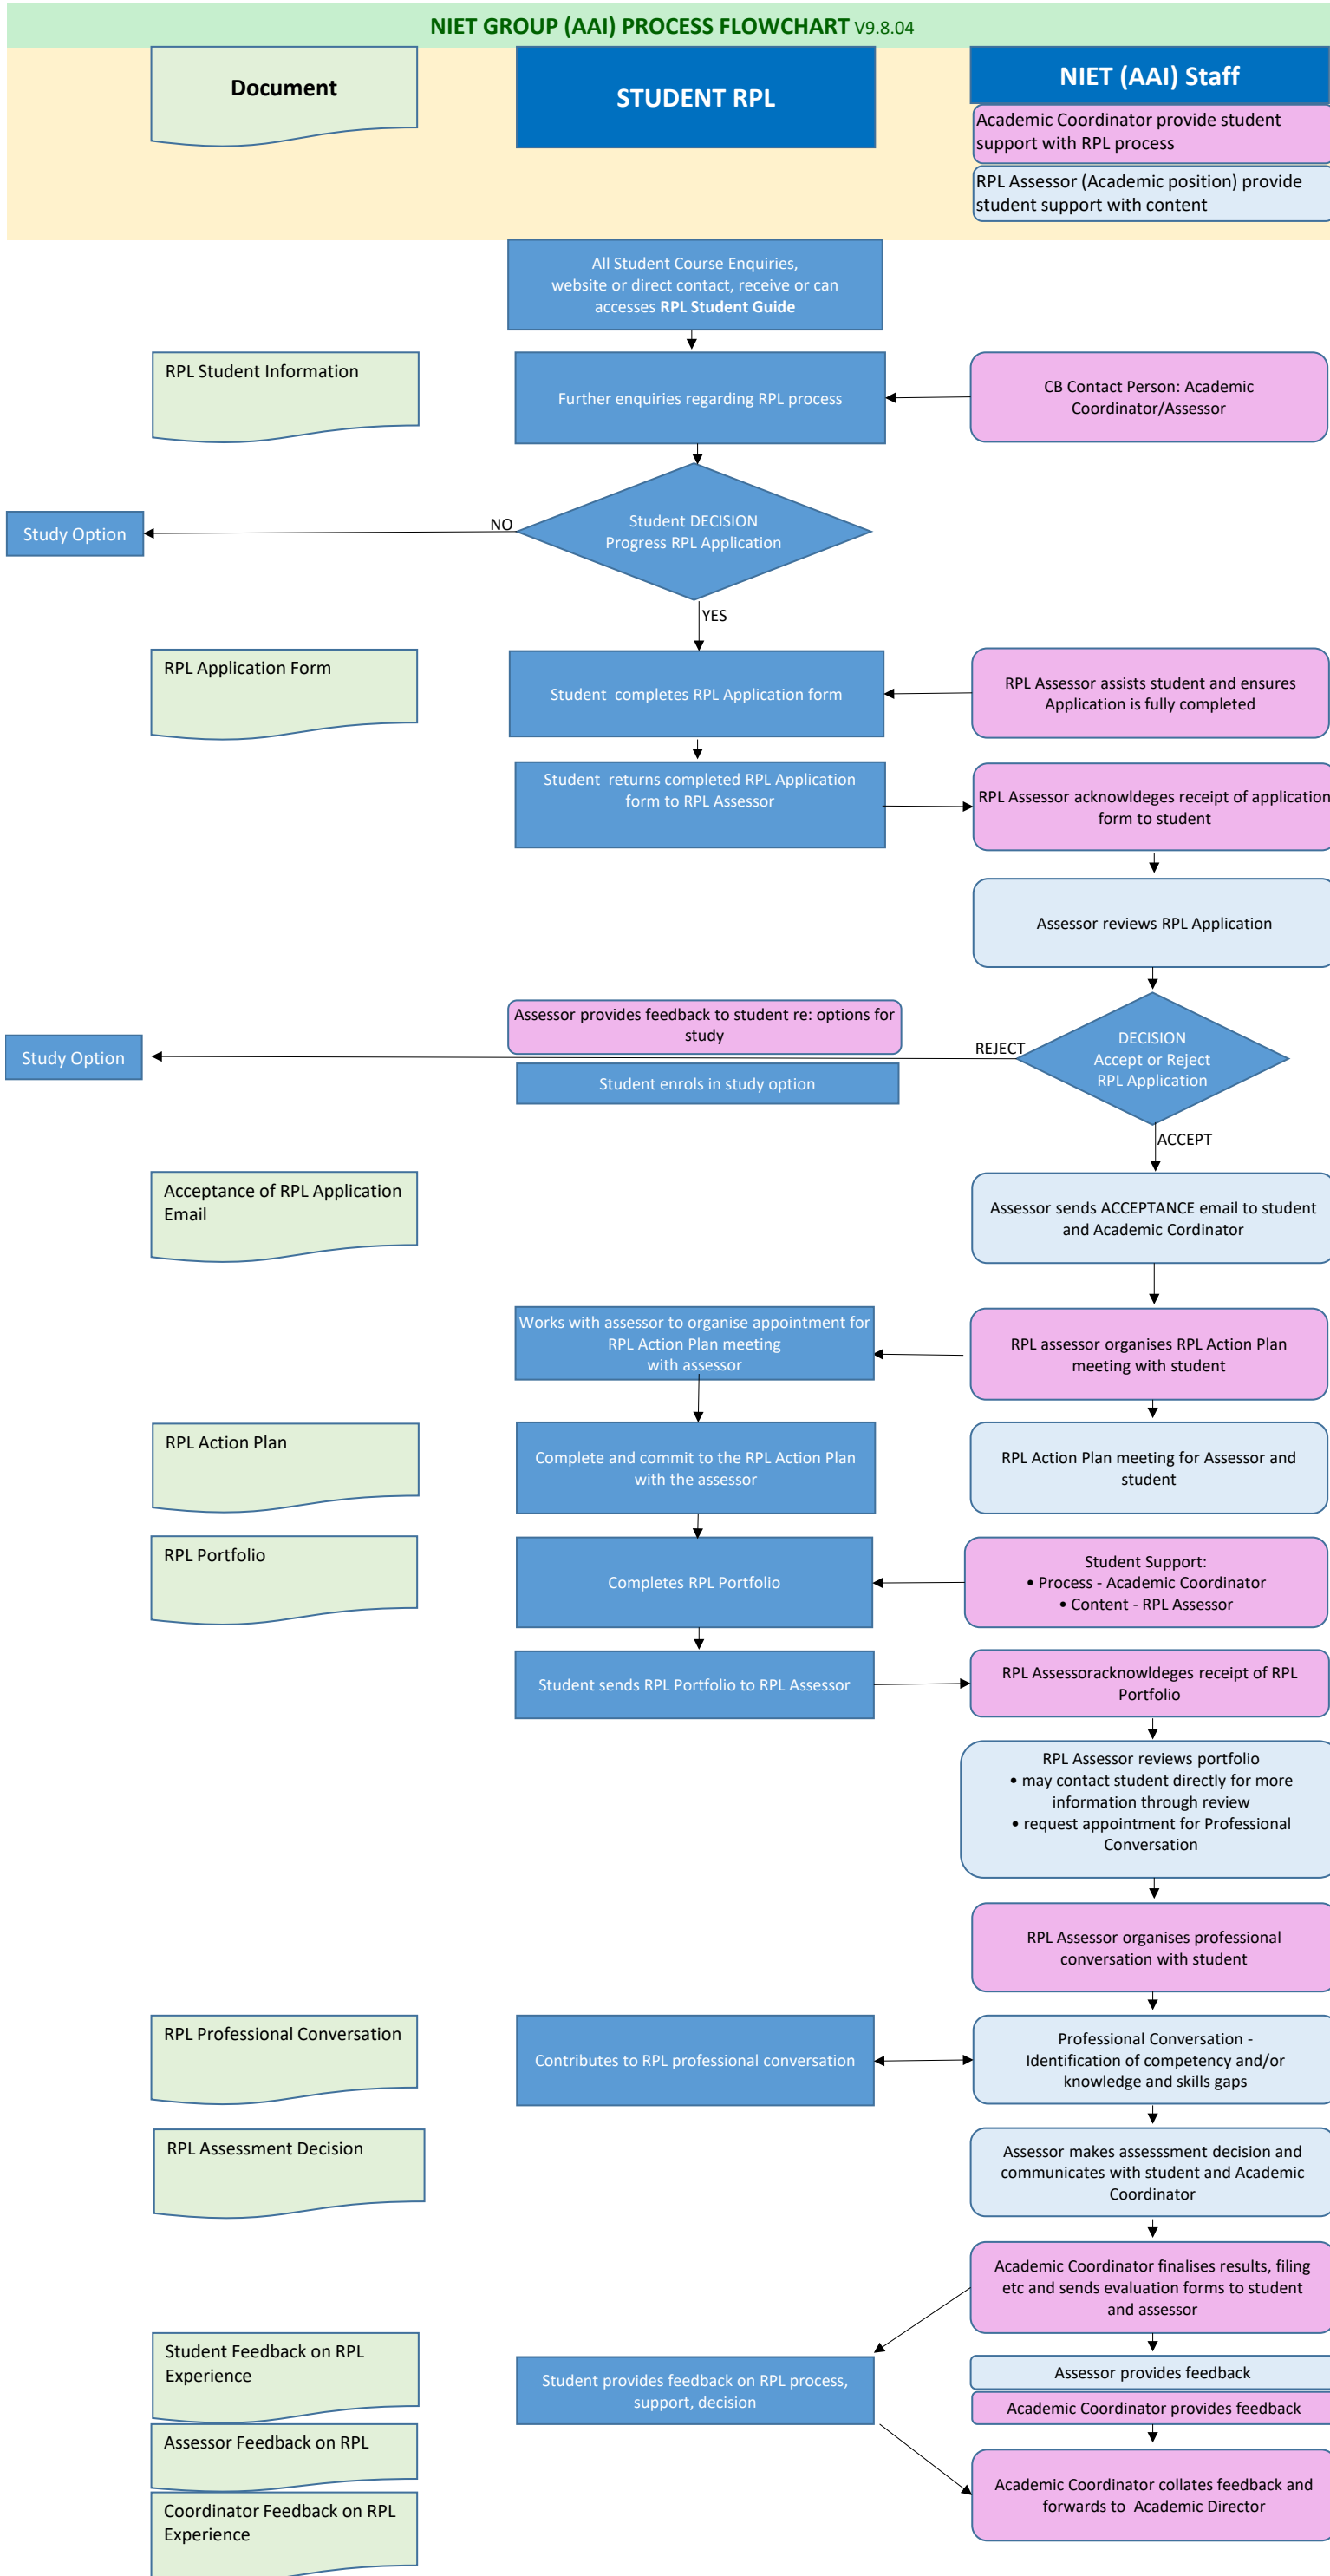 NIET GROUP (AAI) PROCESS FLOWCHART V9.8.04
Document
STUDENT RPL
NIET (AAI) Staff
Academic Coordinator provide student
support with RPL process
RPL Assessor (Academic position) provide
student support with content
All Student Course Enquiries,
website or direct contact, receive or can
accesses RPL Student Guide
RPL Student Information
Further enquiries regarding RPL process
CB Contact Person: Academic
Coordinator/Assessor
Study Option
NO
Student DECISION
Progress RPL Application
YES
RPL Application Form
Student completes RPL Application form
RPL Assessor assists student and ensures
Application is fully completed
Student returns completed RPL Application
form to RPL Assessor
RPL Assessor acknowldeges receipt of application
form to student
Assessor reviews RPL Application
Assessor provides feedback to student re: options for
study
Study Option
REJECT
DECISION
Accept or Reject
RPL Application
Student enrols in study option
ACCEPT
Acceptance of RPL Application
Email
Assessor sends ACCEPTANCE email to student
and Academic Cordinator
Works with assessor to organise appointment for
RPL Action Plan meeting
with assessor
RPL assessor organises RPL Action Plan
meeting with student
RPL Action Plan
Complete and commit to the RPL Action Plan
with the assessor
RPL Action Plan meeting for Assessor and
student
RPL Portfolio
Completes RPL Portfolio
Student Support:
• Process - Academic Coordinator
• Content - RPL Assessor
Student sends RPL Portfolio to RPL Assessor
RPL Assessoracknowldeges receipt of RPL
Portfolio
RPL Assessor reviews portfolio
• may contact student directly for more
information through review
• request appointment for Professional
Conversation
RPL Assessor organises professional
conversation with student
RPL Professional Conversation
Contributes to RPL professional conversation
Professional Conversation -
Identification of competency and/or
knowledge and skills gaps
RPL Assessment Decision
Assessor makes assesssment decision and
communicates with student and Academic
Coordinator
Academic Coordinator finalises results, filing
etc and sends evaluation forms to student
and assessor
Student Feedback on RPL
Experience
Student provides feedback on RPL process,
support, decision
Assessor provides feedback
Academic Coordinator provides feedback
Assessor Feedback on RPL
Academic Coordinator collates feedback and
forwards to Academic Director
Coordinator Feedback on RPL
Experience